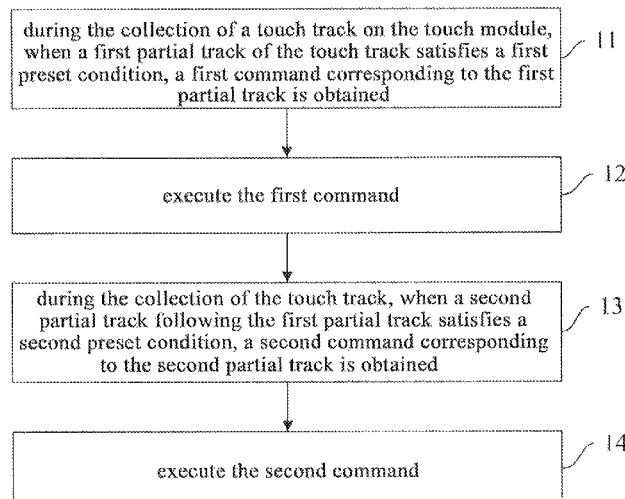 during the collection of a touch track on the touch module,
when a first partial track of the touch track satisfies a first
preset condition, a first command corresponding to the first
partial track is obtained
11
execute the first command
12
during the collection of the touch track, when a second
partial track following the first partial track satisfies a
second preset condition, a second command corresponding
to the second partial track is obtained
13
execute the second command
14